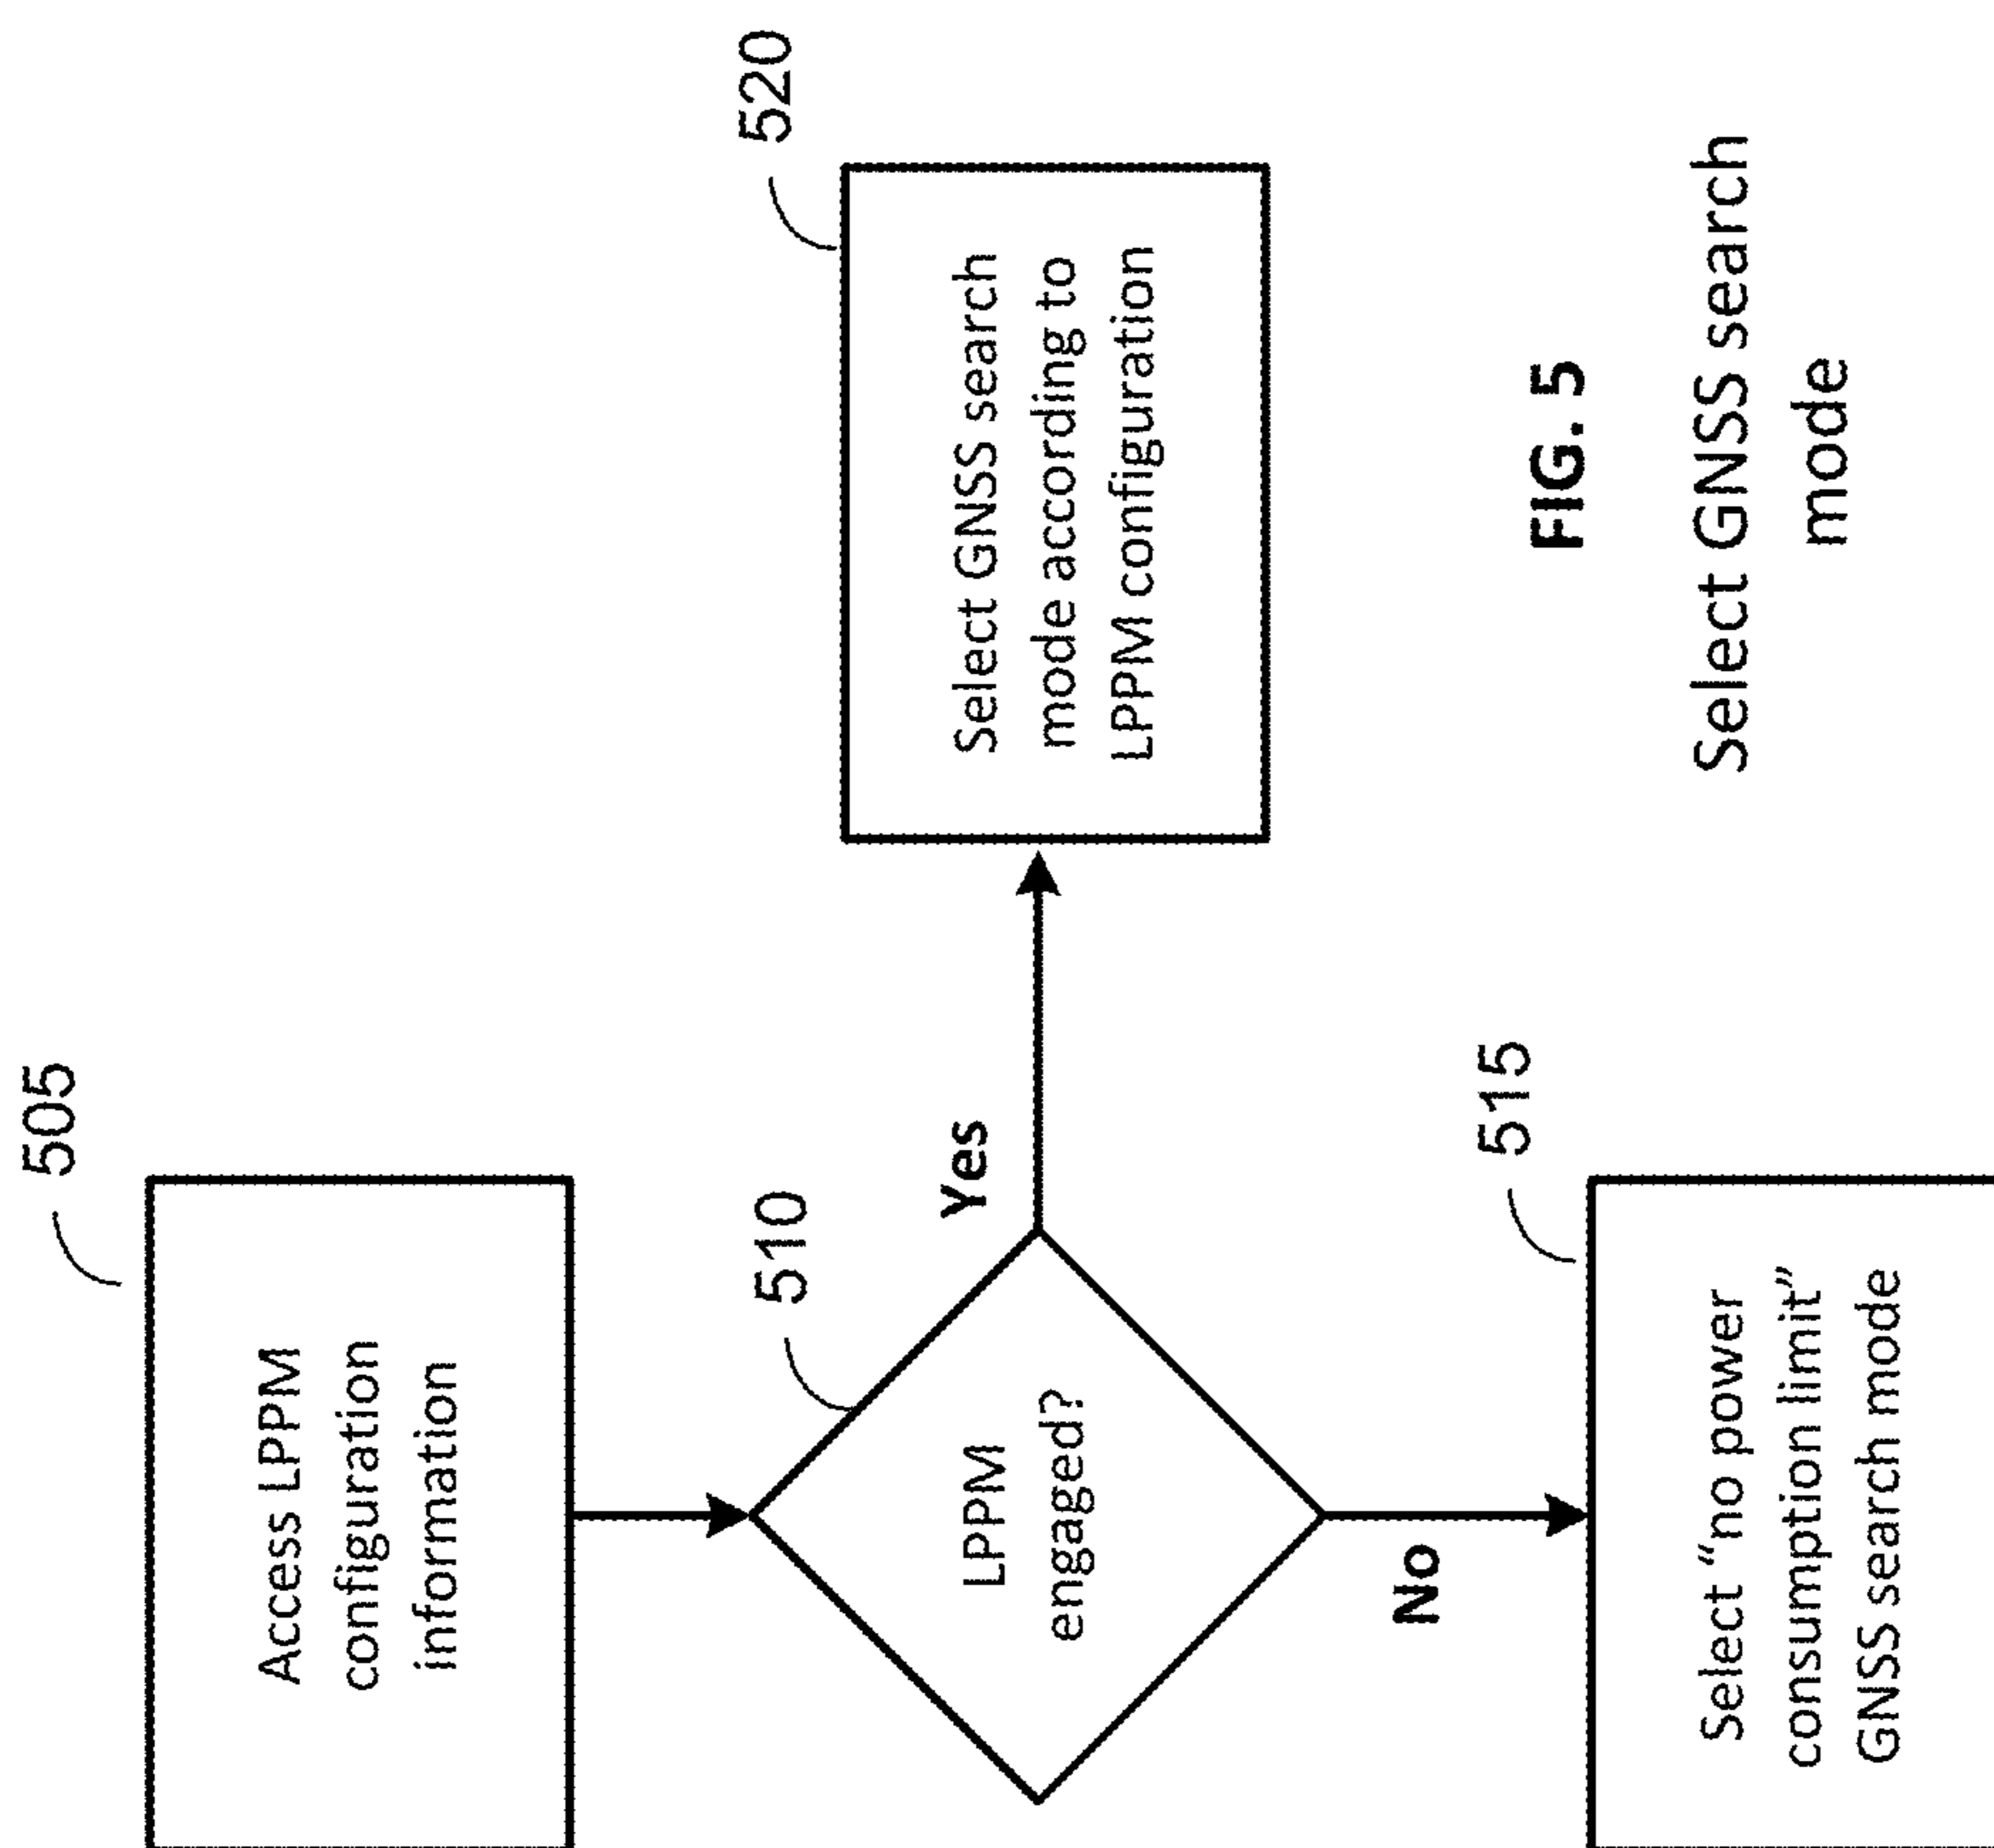 505
Access LPPM
configuration
information
510
LPPM
engaged?
Yes
520
Select GNSS search
mode according to
LPPM configuration
No
515
Select “no power
consumption limit”
GNSS search mode
FIG. 5
Select GNSS search
mode